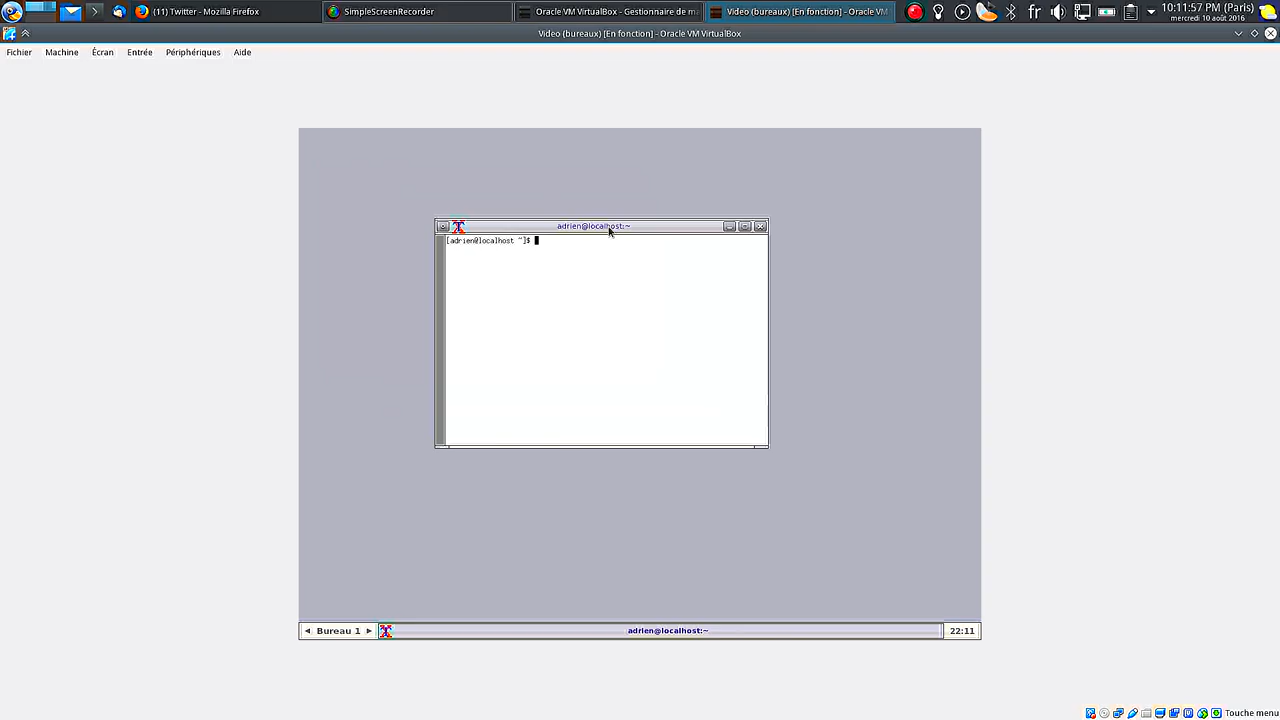 (11) Twitter - Mozilla Firefox
SimpleScreenRecorder
Oracle VM VirtualBox - Gestionnaire de ma
Video (bureaux) [En fonction] - Oracle VM
fr
10:11:57 PM (Paris)
mercredi 10 août 2016
Video (bureaux) [En fonction] - Oracle VM VirtualBox
Fichier Machine Écran Entrée Périphériques Aide
adrien@localhost:~
[adrien@localhost ~]$
Bureau 1
adrien@localhost:~
22:11
Touche menu